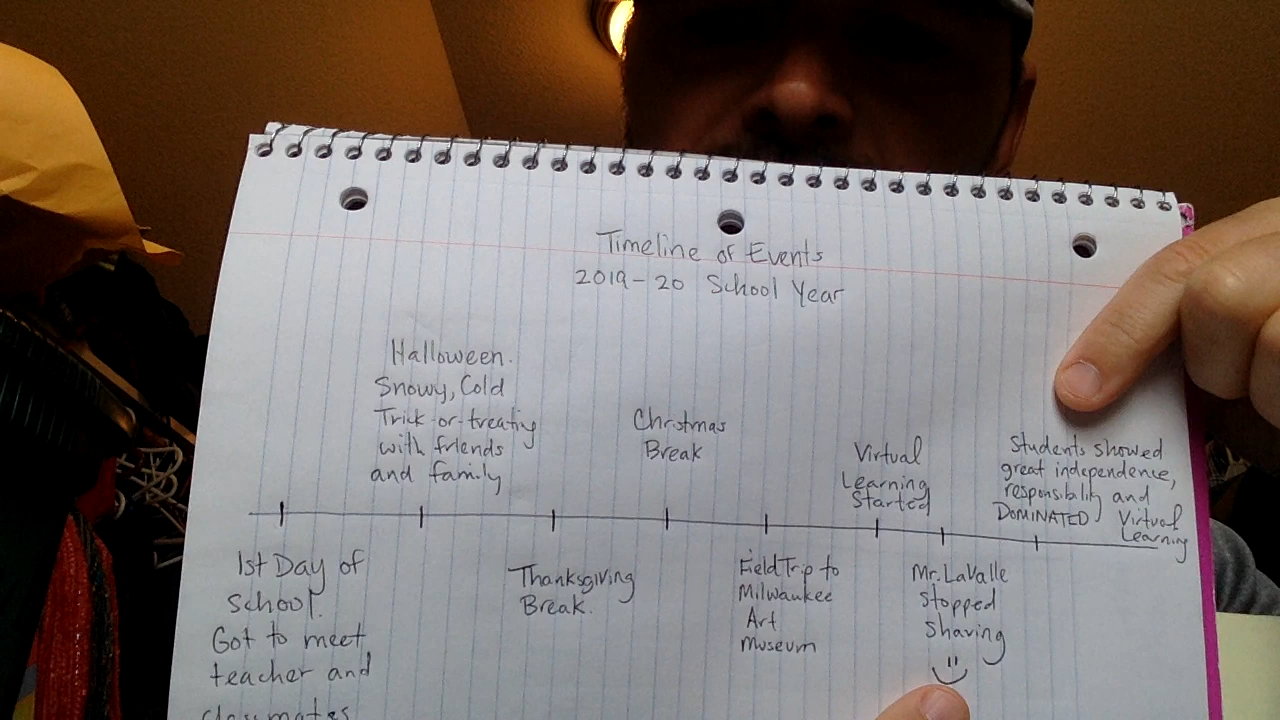 Timeline of Events
2019-20 School Year
Halloween.
Snowy, Cold
Trick-or-treating
with friends
and family
Christmas
Break
Virtual
Learning
Started
Students showed
great independence,
responsibility and
DOMINATED Virtual
Learning
1st Day of
School.
Got to meet
teacher and
classmates
Thanksgiving
Break.
Field Trip to
Milwaukee
Art
Museum
Mr. LaValle
stopped
shaving